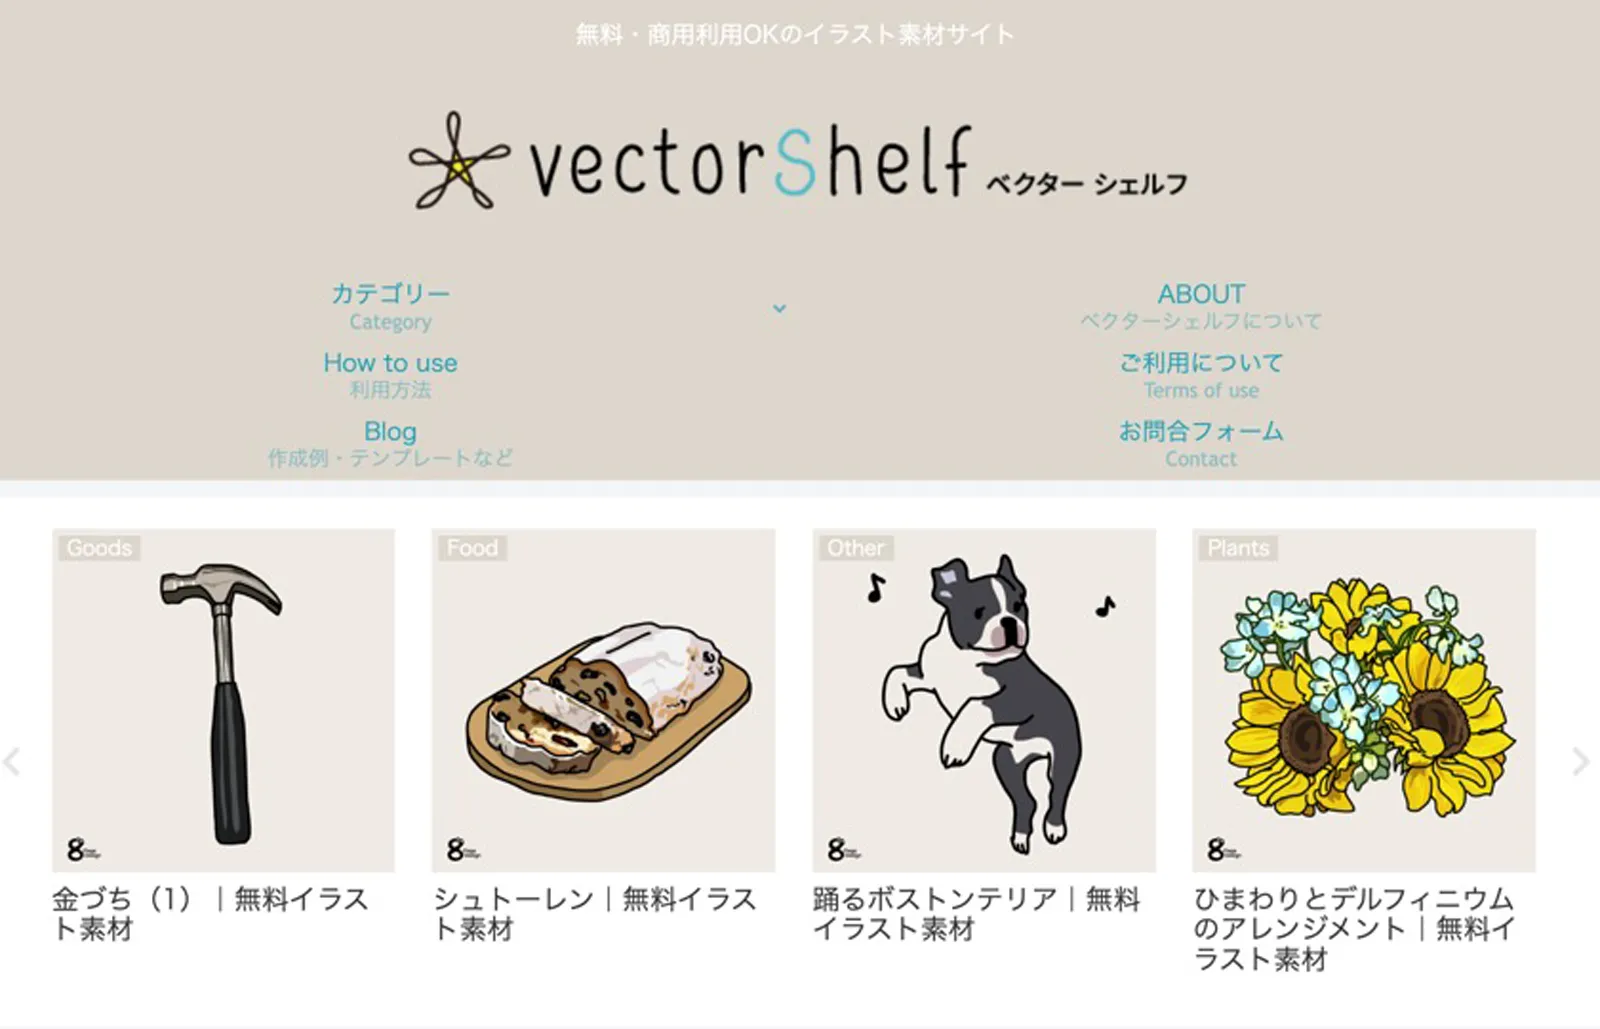 無料・商用利用OKのイラスト素材サイト
vectorShelf ベクター シェルフ
カテゴリー
Category
ABOUT
ベクターシェルフについて
How to use
利用方法
ご利用について
Terms of use
Blog
作成例・テンプレートなど
お問合フォーム
Contact
Goods
Food
Other
Plants
8
8
8
8
金づち（1）｜無料イラス
ト素材
シュトーレン｜無料イラス
ト素材
踊るボストンテリア｜無料
イラスト素材
ひまわりとデルフィニウム
のアレンジメント｜無料イ
ラスト素材